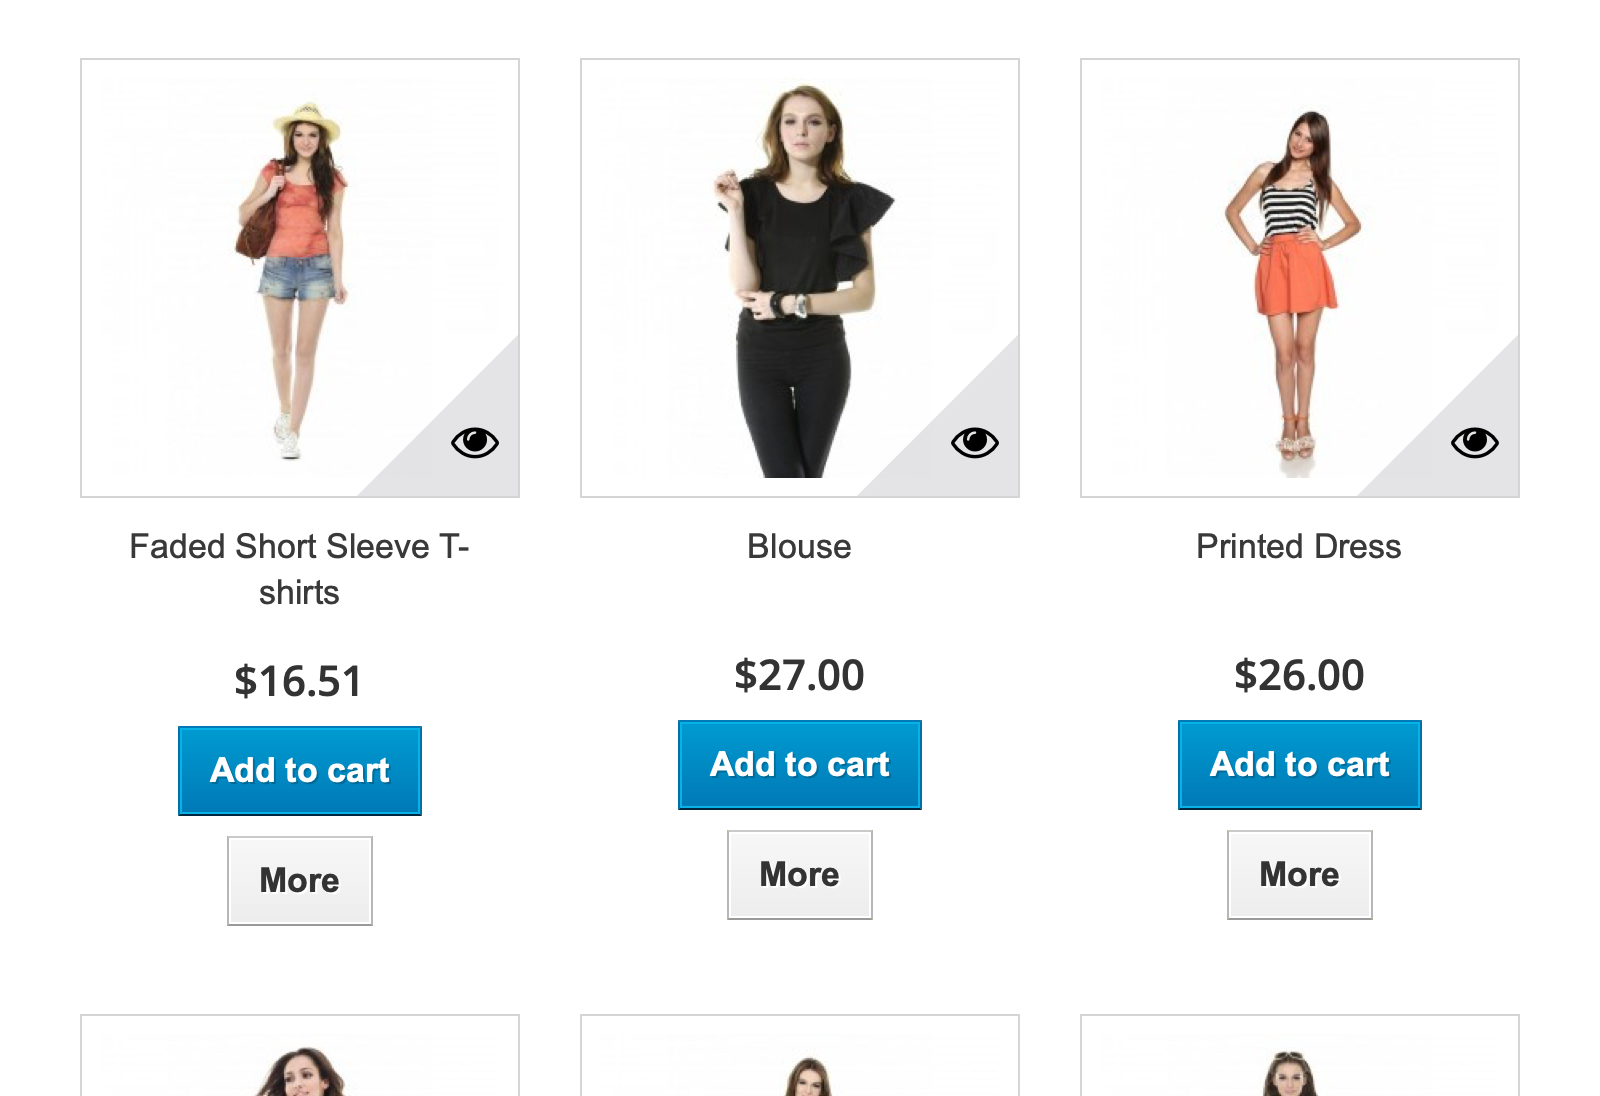 Faded Short Sleeve T-
shirts
$16.51
Add to cart
More
Blouse
$27.00
Add to cart
More
Printed Dress
$26.00
Add to cart
More